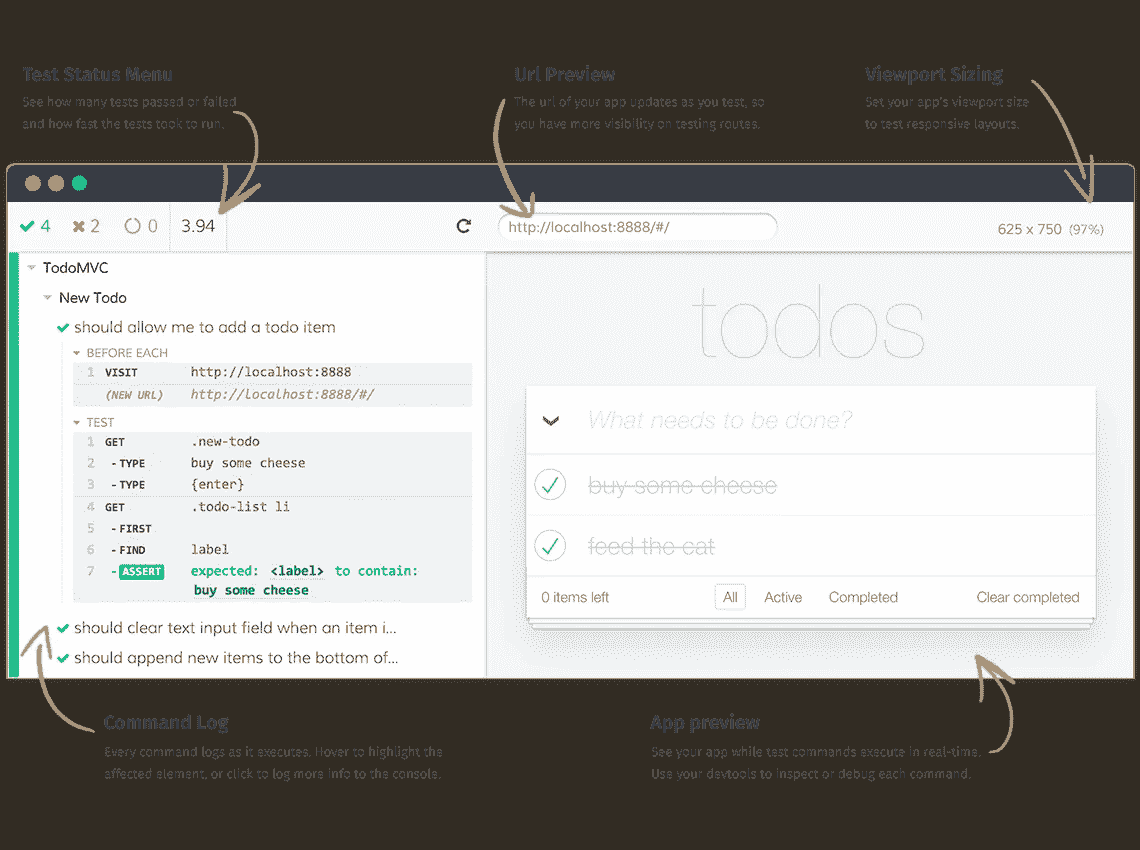 Test Status Menu
See how many tests passed or failed
and how fast the tests took to run.
Url Preview
The url of your app updates as you test, so
you have more visibility on testing routes.
Viewport Sizing
Set your app's viewport size
to test responsive layouts.
4 2 0 3.94
http://localhost:8888/#/
625 x 750 (97%)
TodoMVC
New Todo
should allow me to add a todo item
BEFORE EACH
1 VISIT http://localhost:8888
(NEW URL) http://localhost:8888/#/
TEST
1 GET .new-todo
2 -TYPE buy some cheese
3 -TYPE {enter}
4 GET .todo-list li
5 -FIRST
6 -FIND label
7 -ASSERT expected: <label> to contain:
buy some cheese
should clear text input field when an item i...
should append new items to the bottom of...
todos
What needs to be done?
buy some cheese
feed the cat
0 items left All Active Completed Clear completed
Command Log
Every command logs as it executes. Hover to highlight the
affected element, or click to log more info to the console.
App preview
See your app while test commands execute in real-time.
Use your devtools to inspect or debug each command.